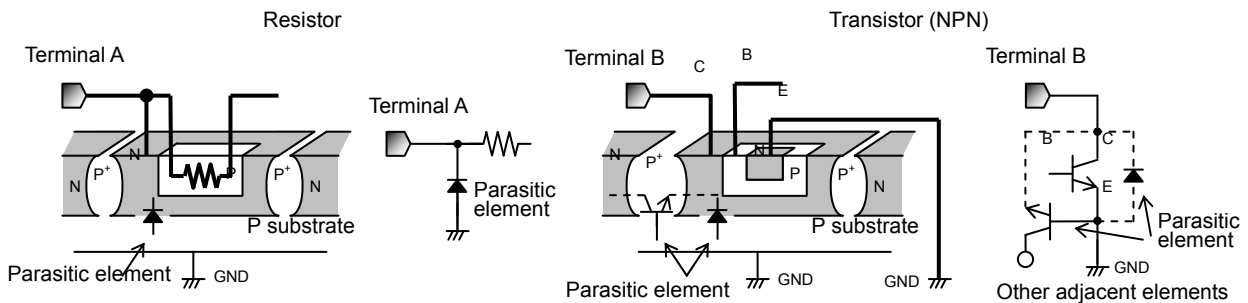 Resistor
Transistor (NPN)
Terminal A
Terminal B
C
B
E
Terminal B
Terminal A
N
P
N
P+
P+
N
Parasitic
element
P substrate
Parasitic element
GND
N
N
P+
P
P+
N
P substrate
Parasitic element
GND
GND
B
C
E
Parasitic
element
GND
Other adjacent elements